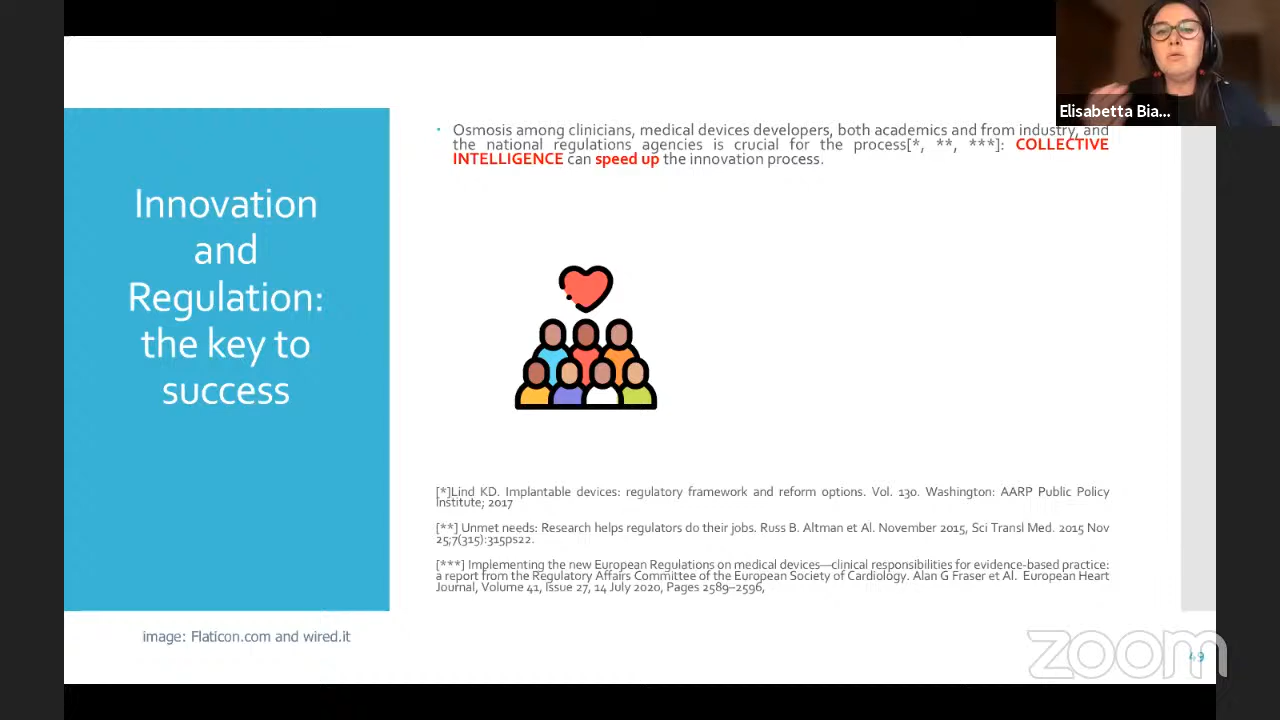 Elisabetta Bia...
Innovation
and
Regulation:
the key to
success
• Osmosis among clinicians, medical devices developers, both academics and from industry, and
the national regulations agencies is crucial for the process[*, **, ***]: COLLECTIVE
INTELLIGENCE can speed up the innovation process.
[*]Lind KD. Implantable devices: regulatory framework and reform options. Vol. 130. Washington: AARP Public Policy
Institute; 2017
[**] Unmet needs: Research helps regulators do their jobs. Russ B. Altman et Al. November 2015, Sci Transl Med. 2015 Nov
25;7(315):315ps22.
[***] Implementing the new European Regulations on medical devices—clinical responsibilities for evidence-based practice:
a report from the Regulatory Affairs Committee of the European Society of Cardiology. Alan G Fraser et Al. European Heart
Journal, Volume 41, Issue 27, 14 July 2020, Pages 2589–2596,
image: Flaticon.com and wired.it
zoom
49